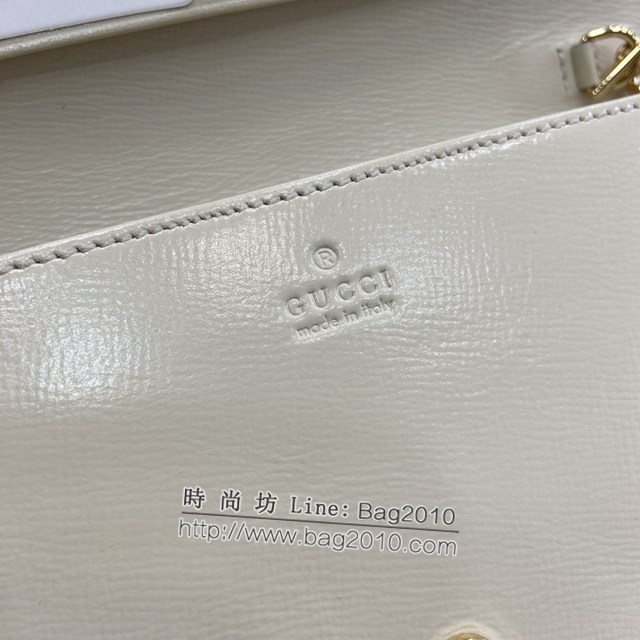 ®
GUCCI
made in italy
時尚坊 Line: Bag2010
http://www.bag2010.com